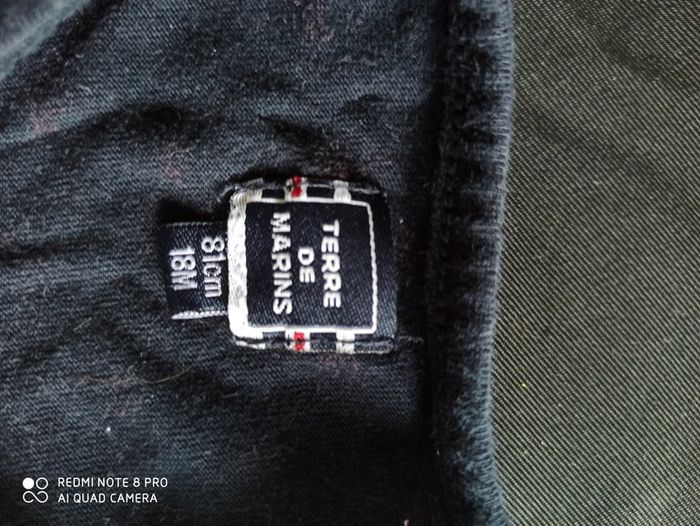 TERRE
DE
MARINS
81cm
18M
REDMI NOTE 8 PRO
AI QUAD CAMERA